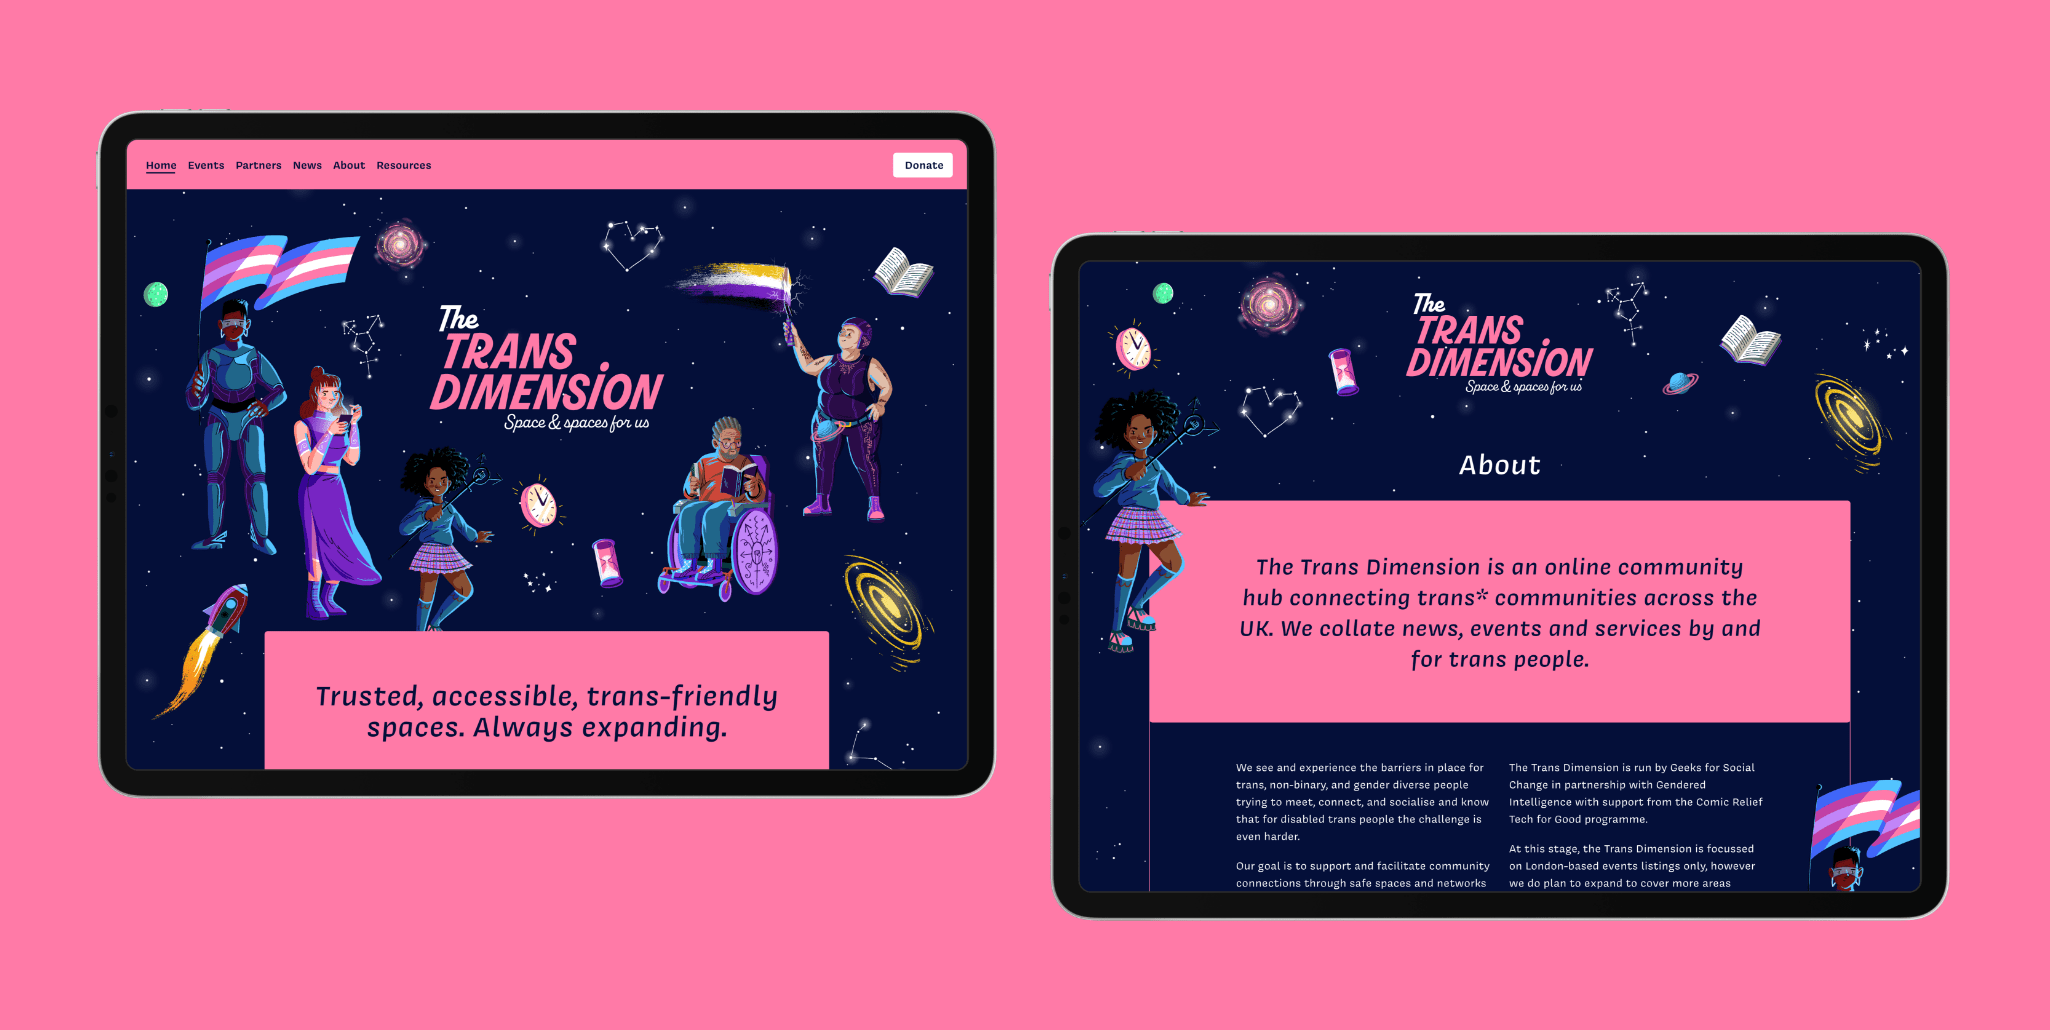 Home Events Partners News About Resources
Donate
The
TRANS
DIMENSION
Space & spaces for us
Trusted, accessible, trans-friendly
spaces. Always expanding.
The
TRANS
DIMENSION
Space & spaces for us
About
The Trans Dimension is an online community
hub connecting trans* communities across the
UK. We collate news, events and services by and
for trans people.
We see and experience the barriers in place for
trans, non-binary, and gender diverse people
trying to meet, connect, and socialise and know
that for disabled trans people the challenge is
even harder.
Our goal is to support and facilitate community
connections through safe spaces and networks
The Trans Dimension is run by Geeks for Social
Change in partnership with Gendered
Intelligence with support from the Comic Relief
Tech for Good programme.
At this stage, the Trans Dimension is focussed
on London-based events listings only, however
we do plan to expand to cover more areas